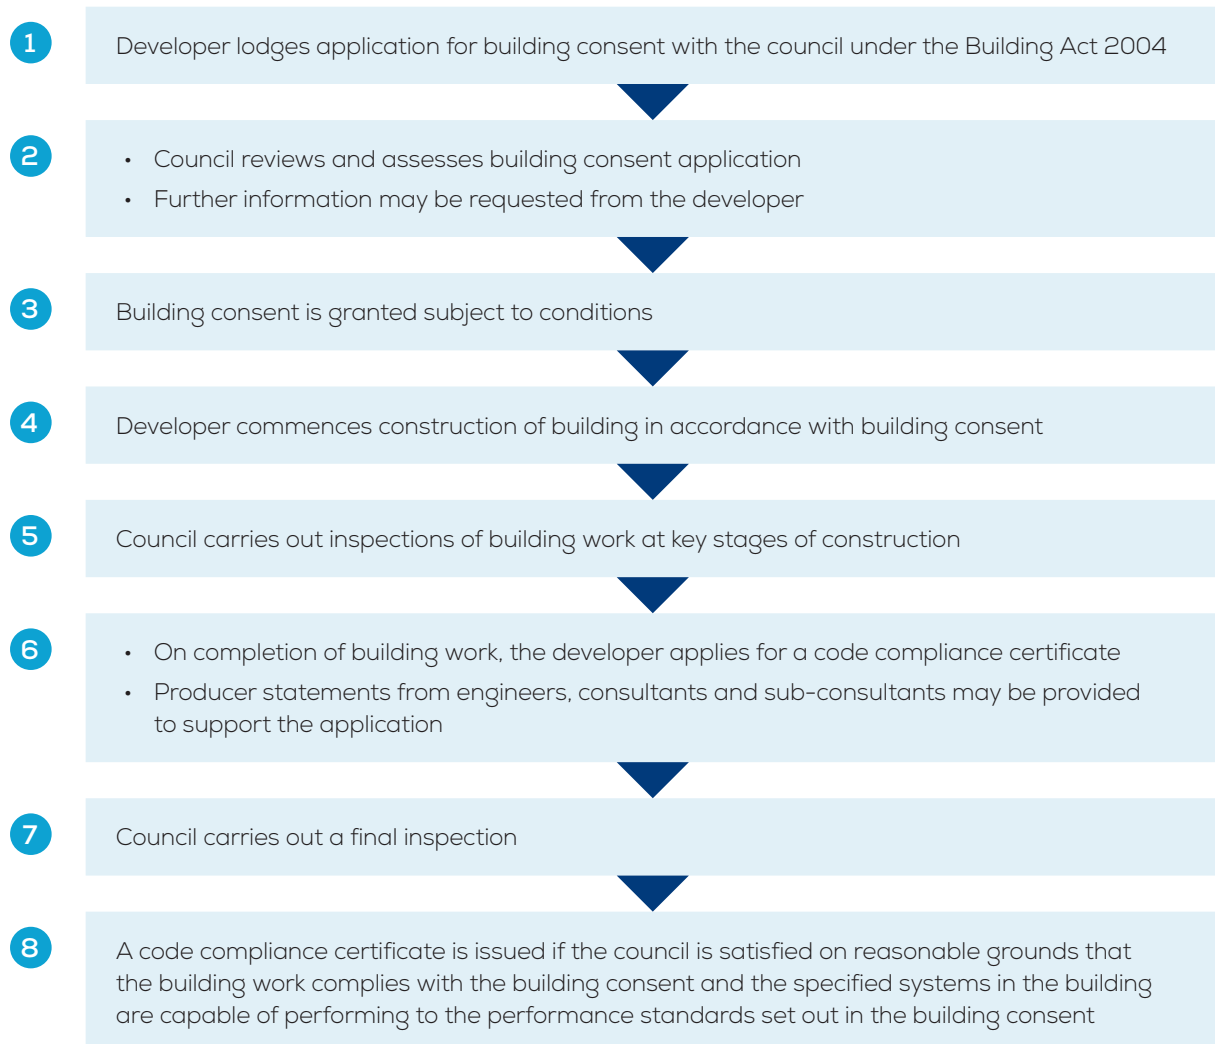 1
Developer lodges application for building consent with the council under the Building Act 2004
2
• Council reviews and assesses building consent application
• Further information may be requested from the developer
3
Building consent is granted subject to conditions
4
Developer commences construction of building in accordance with building consent
5
Council carries out inspections of building work at key stages of construction
6
• On completion of building work, the developer applies for a code compliance certificate
• Producer statements from engineers, consultants and sub-consultants may be provided
to support the application
7
Council carries out a final inspection
8
A code compliance certificate is issued if the council is satisfied on reasonable grounds that
the building work complies with the building consent and the specified systems in the building
are capable of performing to the performance standards set out in the building consent